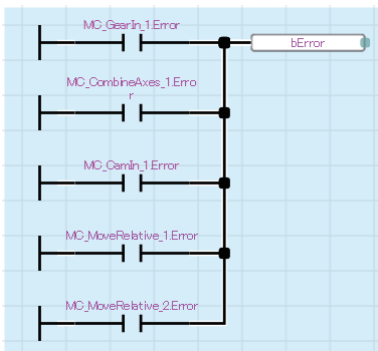 MC_GearIn_1.Error
bError
MC_CombineAxes_1.Erro
r
MC_CamIn_1.Error
MC_MoveRelative_1.Error
MC_MoveRelative_2.Error